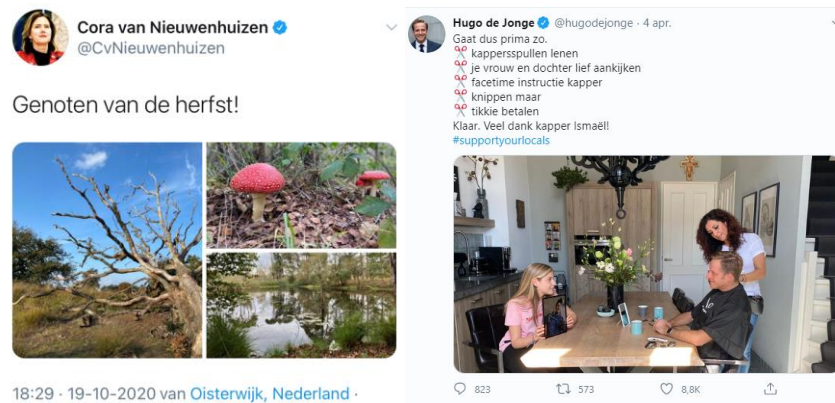 Cora van Nieuwenhuizen
@CvNieuwenhuizen
Genoten van de herfst!
18:29 · 19-10-2020 van Oisterwijk, Nederland ·
Hugo de Jonge @hugodejonge · 4 apr.
Gaat dus prima zo.
✂️ kappersspullen lenen
✂️ je vrouw en dochter lief aankijken
✂️ facetime instructie kapper
✂️ knippen maar
✂️ tikkie betalen
Klaar. Veel dank kapper Ismaël!
#supportyourlocals
823 573 8,8K